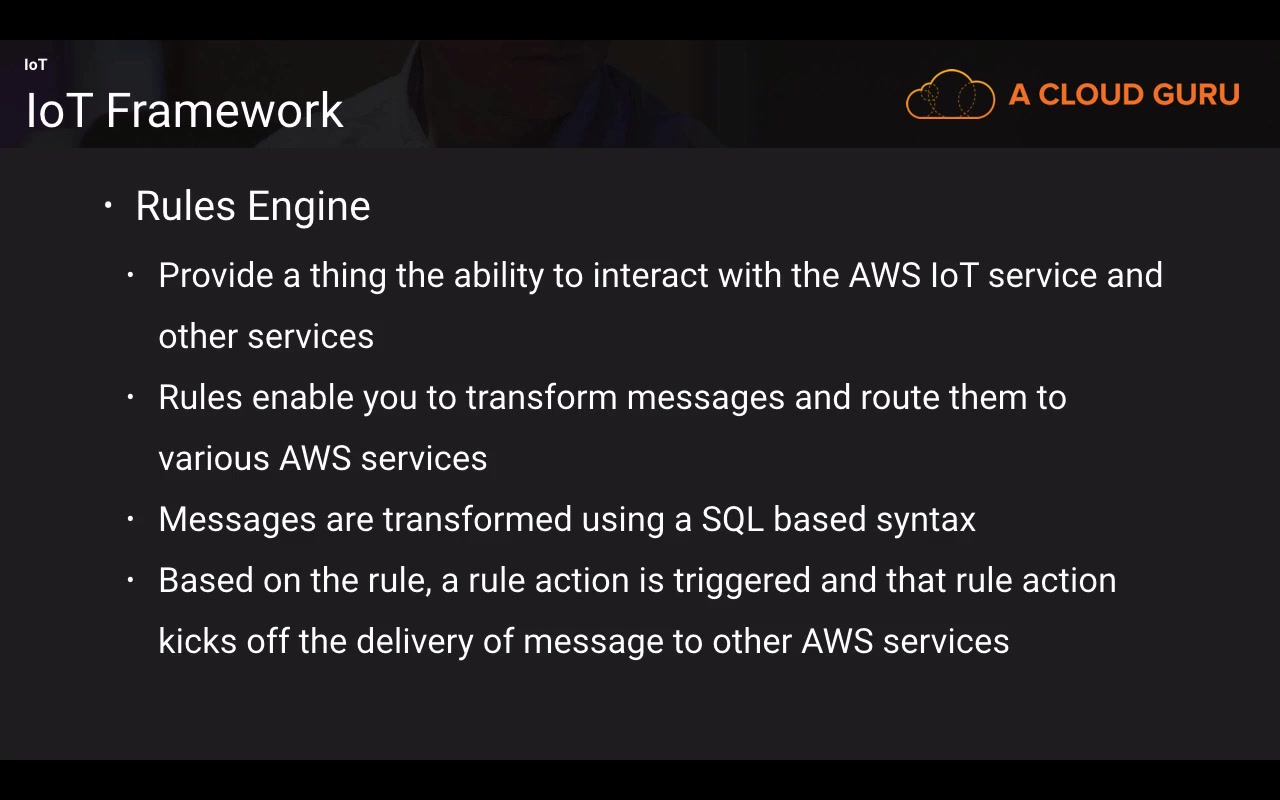 IoT
IoT Framework
A CLOUD GURU
• Rules Engine
• Provide a thing the ability to interact with the AWS IoT service and
other services
• Rules enable you to transform messages and route them to
various AWS services
• Messages are transformed using a SQL based syntax
• Based on the rule, a rule action is triggered and that rule action
kicks off the delivery of message to other AWS services